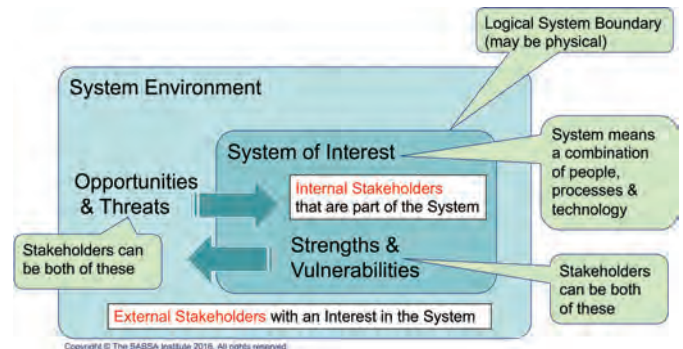 Logical System Boundary
(may be physical)
System Environment
System of Interest
System means
a combination
of people,
processes &
technology
Opportunities
& Threats
Internal Stakeholders
that are part of the System
Stakeholders can
be both of these
Strengths &
Vulnerabilities
Stakeholders
can be both
of these
External Stakeholders with an Interest in the System
Copyright © The SABSA Institute 2018. All rights reserved.